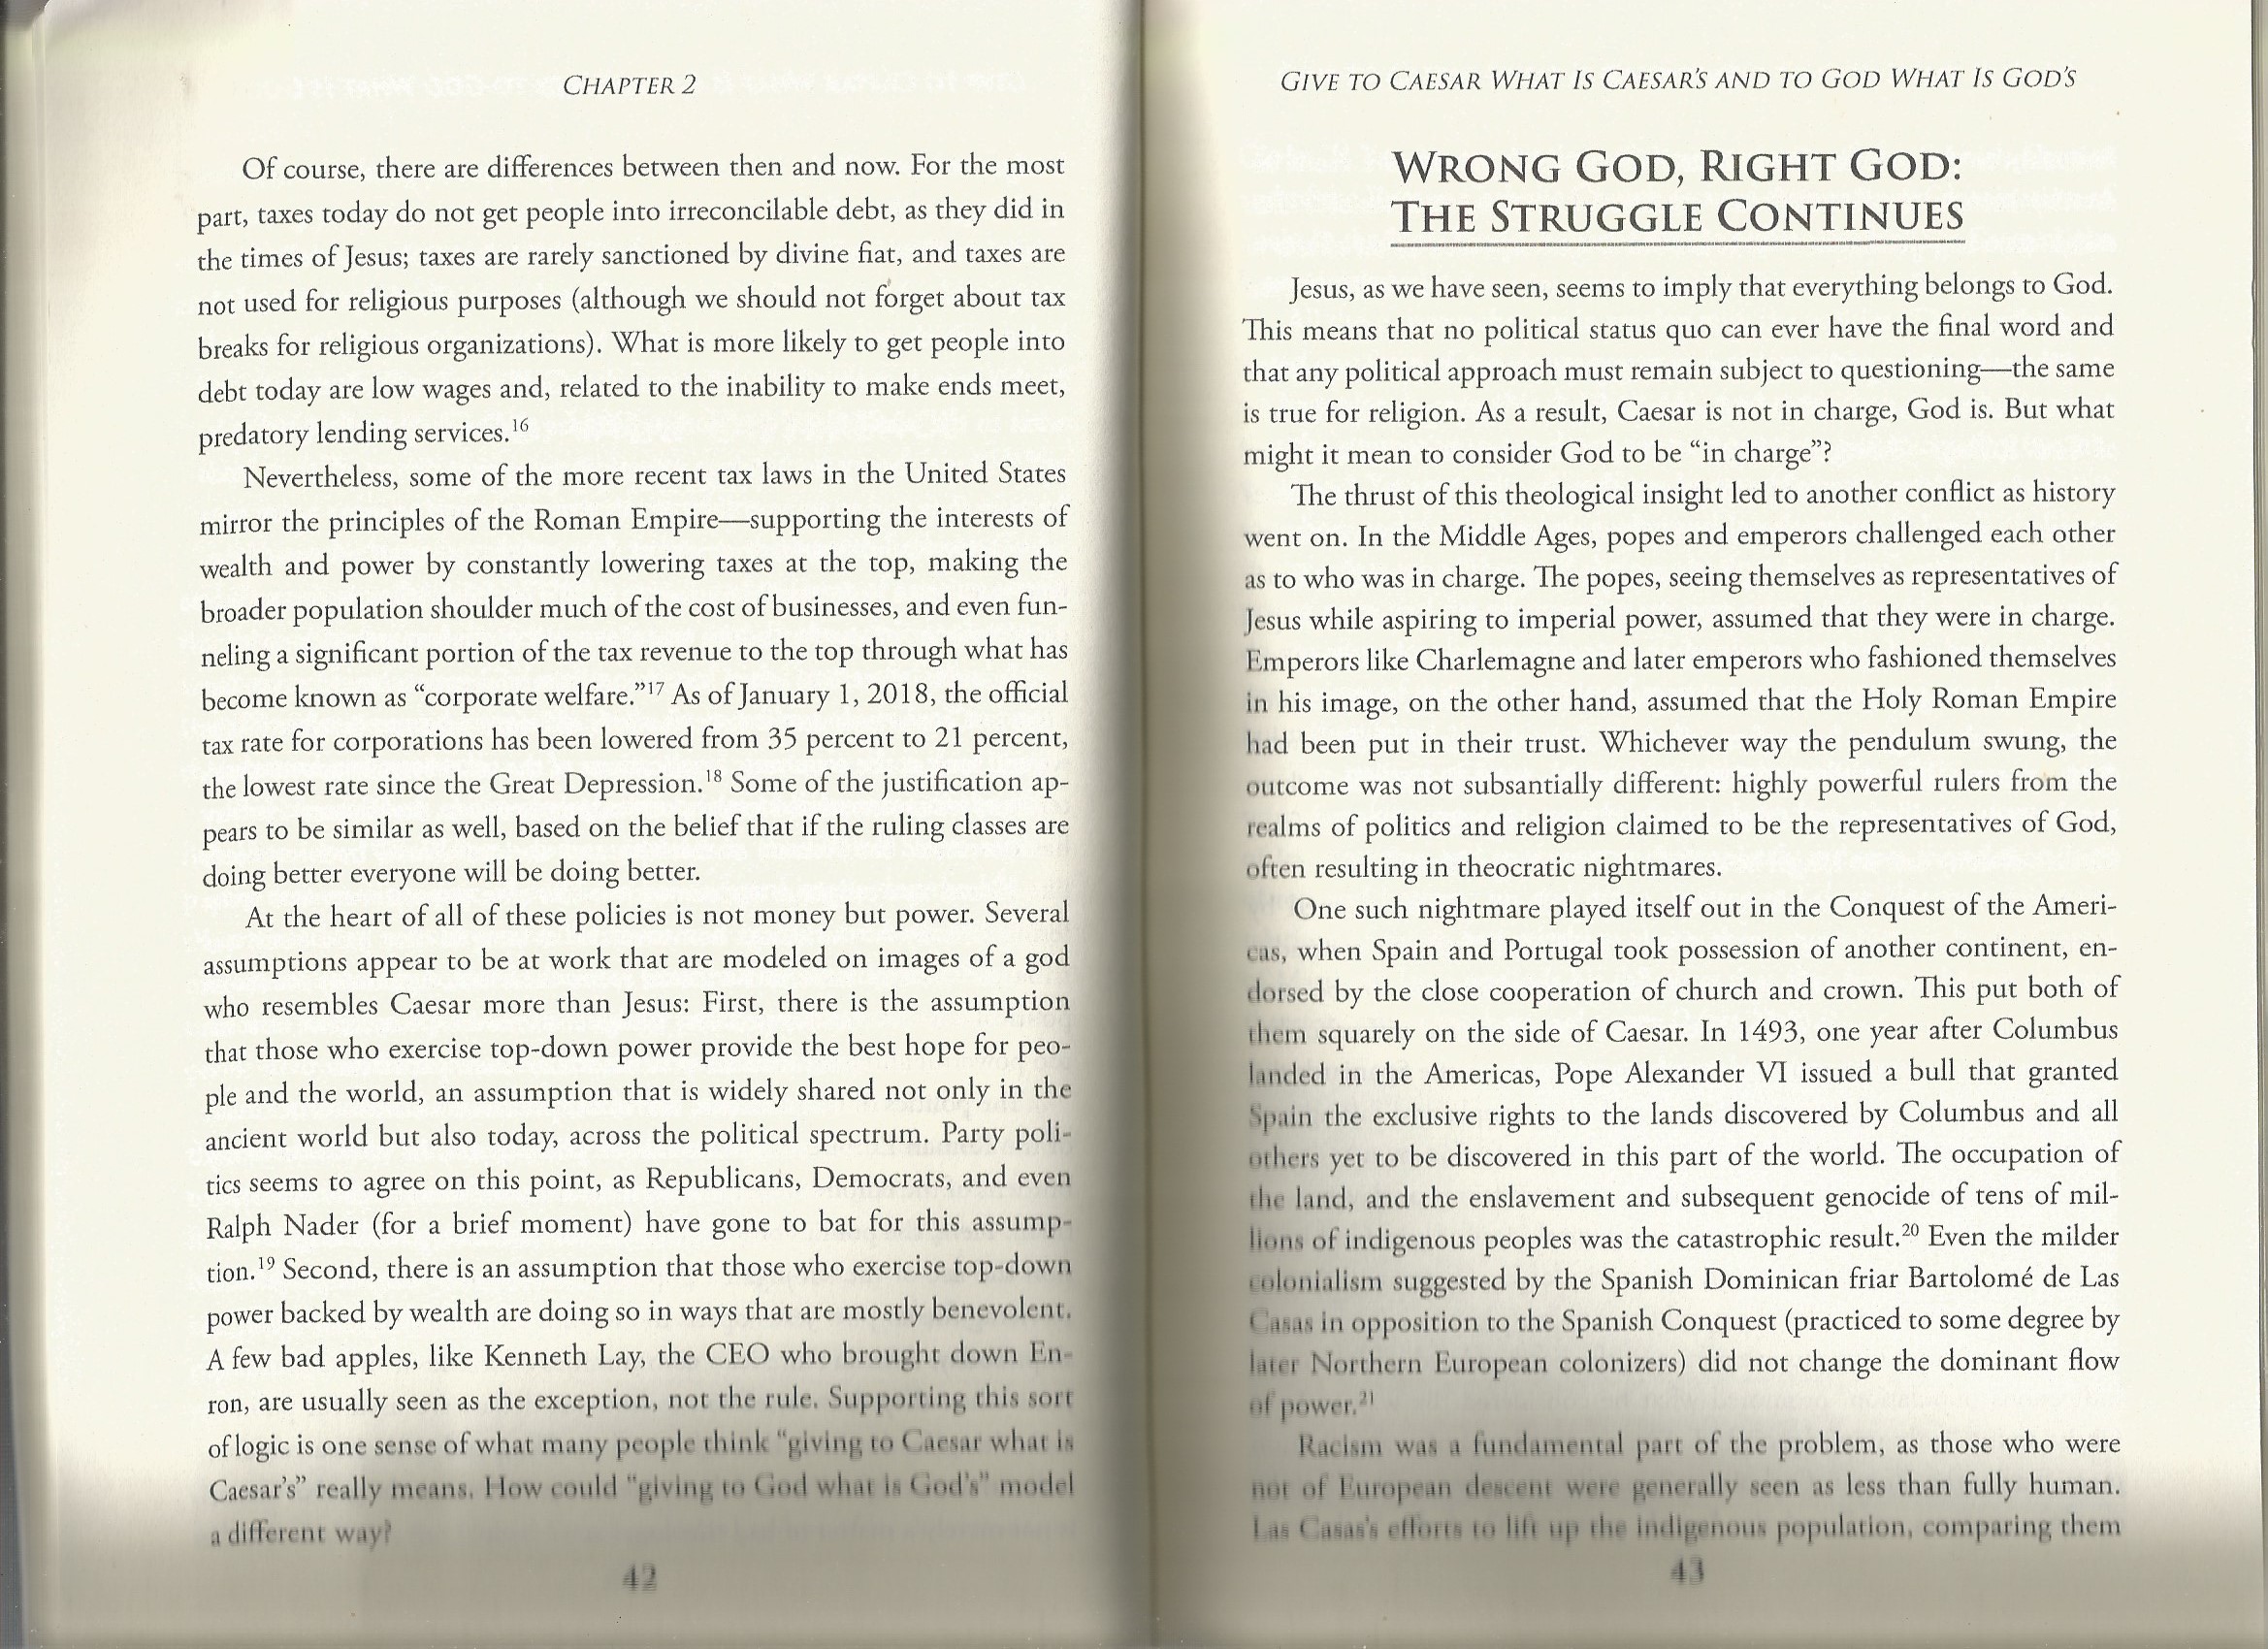 CHAPTER 2
Of course, there are differences between then and now. For the most
part, taxes today do not get people into irreconcilable debt, as they did in
the times of Jesus; taxes are rarely sanctioned by divine fiat, and taxes are
not used for religious purposes (although we should not forget about tax
breaks for religious organizations). What is more likely to get people into
debt today are low wages and, related to the inability to make ends meet,
predatory lending services.16
Nevertheless, some of the more recent tax laws in the United States
mirror the principles of the Roman Empire—supporting the interests of
wealth and power by constantly lowering taxes at the top, making the
broader population shoulder much of the cost of businesses, and even fun-
neling a significant portion of the tax revenue to the top through what has
become known as “corporate welfare.”17 As of January 1, 2018, the official
tax rate for corporations has been lowered from 35 percent to 21 percent,
the lowest rate since the Great Depression.18 Some of the justification ap-
pears to be similar as well, based on the belief that if the ruling classes are
doing better everyone will be doing better.
At the heart of all of these policies is not money but power. Several
assumptions appear to be at work that are modeled on images of a god
who resembles Caesar more than Jesus: First, there is the assumption
that those who exercise top-down power provide the best hope for peo-
ple and the world, an assumption that is widely shared not only in the
ancient world but also today, across the political spectrum. Party poli-
tics seems to agree on this point, as Republicans, Democrats, and even
Ralph Nader (for a brief moment) have gone to bat for this assump-
tion.19 Second, there is an assumption that those who exercise top-down
power backed by wealth are doing so in ways that are mostly benevolent.
A few bad apples, like Kenneth Lay, the CEO who brought down En-
ron, are usually seen as the exception, not the rule. Supporting this sort
of logic is one sense of what many people think “giving to Caesar what is
Caesar’s” really means. How could “giving to God what is God’s” model
a different way?
42
GIVE TO CAESAR WHAT IS CAESAR’S AND TO GOD WHAT IS GOD’S
WRONG GOD, RIGHT GOD:
THE STRUGGLE CONTINUES
Jesus, as we have seen, seems to imply that everything belongs to God.
This means that no political status quo can ever have the final word and
that any political approach must remain subject to questioning—the same
is true for religion. As a result, Caesar is not in charge, God is. But what
might it mean to consider God to be “in charge”?
The thrust of this theological insight led to another conflict as history
went on. In the Middle Ages, popes and emperors challenged each other
as to who was in charge. The popes, seeing themselves as representatives of
Jesus while aspiring to imperial power, assumed that they were in charge.
Emperors like Charlemagne and later emperors who fashioned themselves
in his image, on the other hand, assumed that the Holy Roman Empire
had been put in their trust. Whichever way the pendulum swung, the
outcome was not subsantially different: highly powerful rulers from the
realms of politics and religion claimed to be the representatives of God,
often resulting in theocratic nightmares.
One such nightmare played itself out in the Conquest of the Ameri-
cas, when Spain and Portugal took possession of another continent, en-
dorsed by the close cooperation of church and crown. This put both of
them squarely on the side of Caesar. In 1493, one year after Columbus
landed in the Americas, Pope Alexander VI issued a bull that granted
Spain the exclusive rights to the lands discovered by Columbus and all
others yet to be discovered in this part of the world. The occupation of
the land, and the enslavement and subsequent genocide of tens of mil-
lions of indigenous peoples was the catastrophic result.20 Even the milder
colonialism suggested by the Spanish Dominican friar Bartolomé de Las
Casas in opposition to the Spanish Conquest (practiced to some degree by
later Northern European colonizers) did not change the dominant flow
of power.21
Racism was a fundamental part of the problem, as those who were
not of European descent were generally seen as less than fully human.
Las Casas’s efforts to lift up the indigenous population, comparing them
43